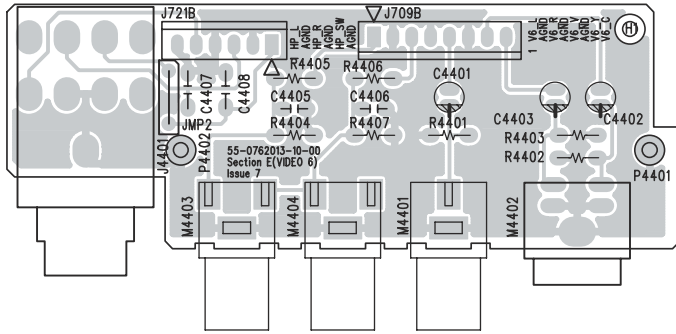 J721B
HP_L
AGND
HP_R
AGND
HP_SW
AGND
J709B
1 V6_L
AGND
V6_R
AGND
V6_V
AGND
V6_Y
V6_C
R4405
R4406
C4401
C4407
C4408
C4405
C4406
C4403
C4402
JMP2
R4404
R4407
R4401
R4403
R4402
J4401
P4402
55-0762013-10-00
Section E(VIDEO 6)
Issue 7
P4401
M4403
M4404
M4401
M4402